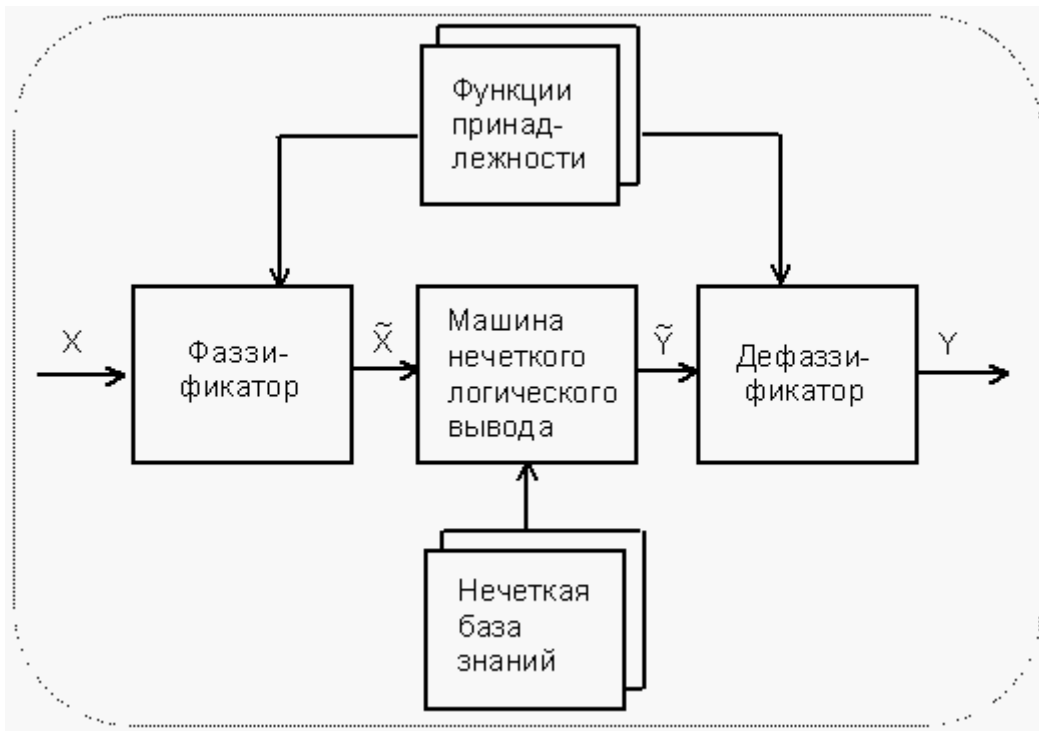 Функции
принад-
лежности
X
Фаззи-
фикатор
X̃
Машина
нечеткого
логического
вывода
Ỹ
Дефаззи-
фикатор
Y
Нечеткая
база
знаний